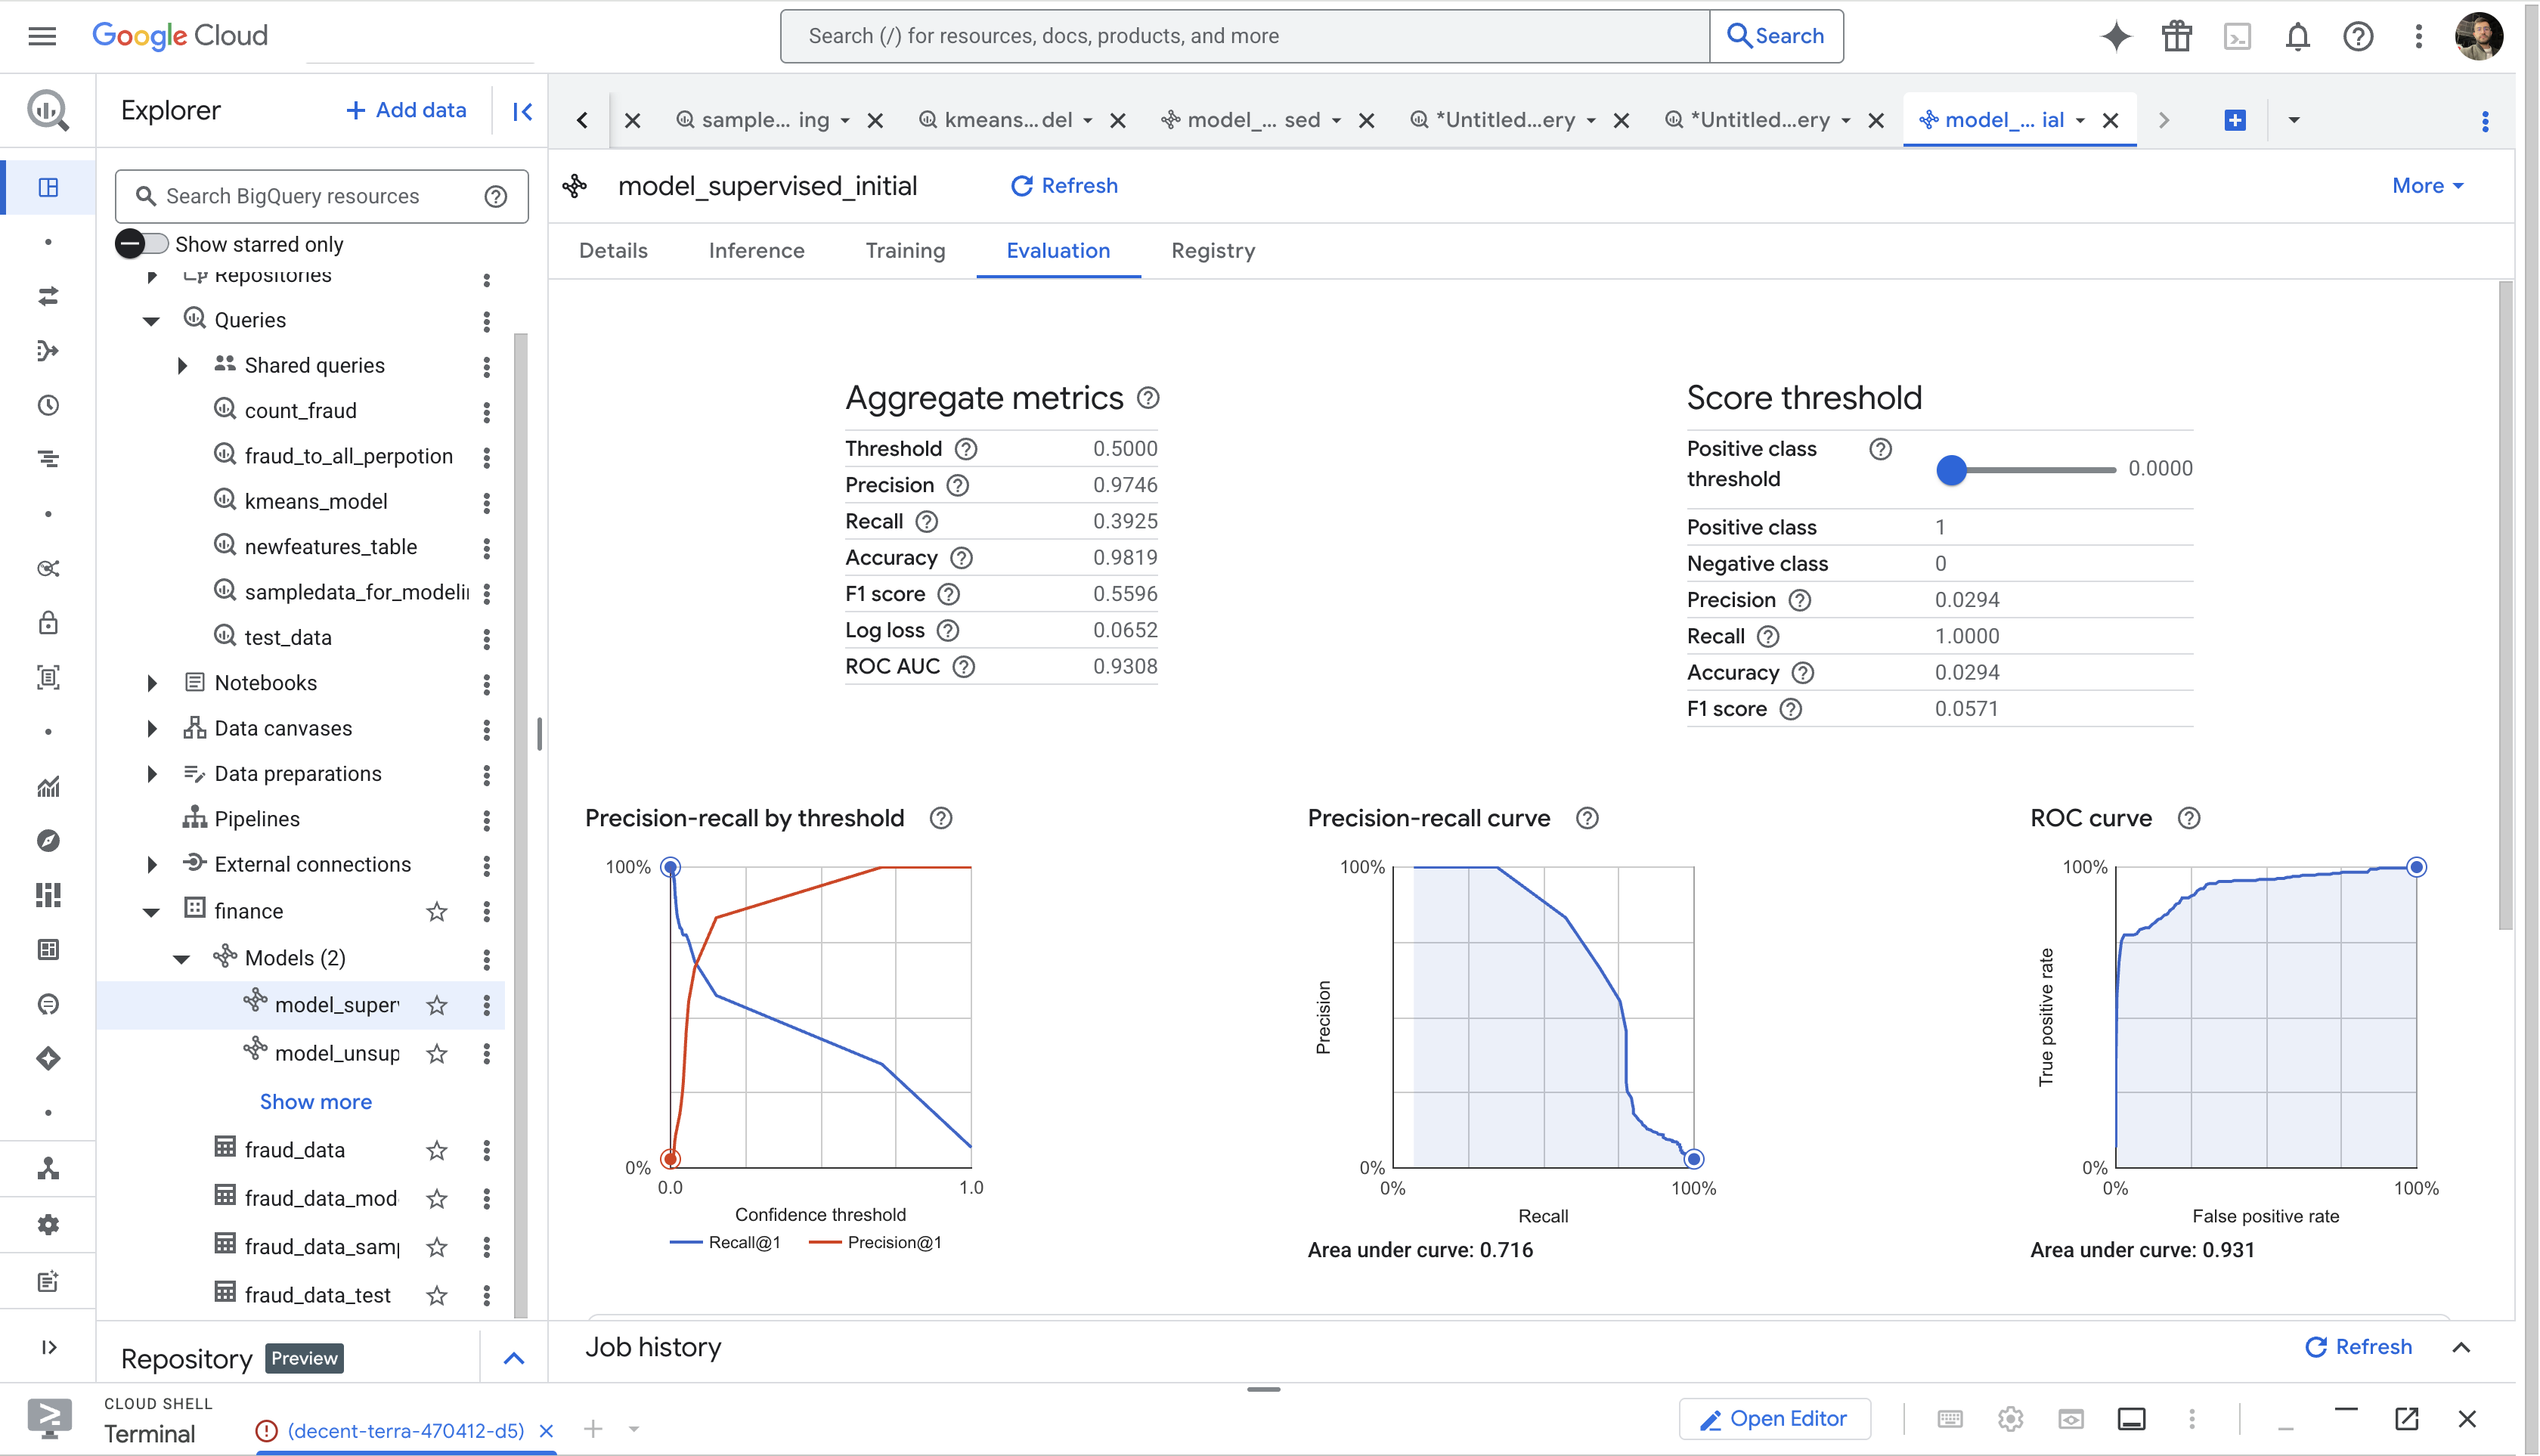 Google Cloud
Search (/) for resources, docs, products, and more
Search
Explorer
Add data
sample... ing
kmeans... del
model_... sed
*Untitled...ery
*Untitled...ery
model_... ial
Search BigQuery resources
Show starred only
Repositories
Queries
Shared queries
count_fraud
fraud_to_all_perpotion
kmeans_model
newfeatures_table
sampledata_for_modeli
test_data
Notebooks
Data canvases
Data preparations
Pipelines
External connections
finance
Models (2)
model_super
model_unsup
Show more
fraud_data
fraud_data_mod
fraud_data_sam
fraud_data_test
Repository Preview
model_supervised_initial
Refresh
More
Details Inference Training Evaluation Registry
Aggregate metrics
Threshold 0.5000
Precision 0.9746
Recall 0.3925
Accuracy 0.9819
F1 score 0.5596
Log loss 0.0652
ROC AUC 0.9308
Score threshold
Positive class
threshold
0.0000
Positive class 1
Negative class 0
Precision 0.0294
Recall 1.0000
Accuracy 0.0294
F1 score 0.0571
Precision-recall by threshold
100%
0%
0.0 1.0
Confidence threshold
Recall@1 Precision@1
Precision-recall curve
100%
Precision
0%
0% 100%
Recall
Area under curve: 0.716
ROC curve
100%
True positive rate
0%
0% 100%
False positive rate
Area under curve: 0.931
Job history
Refresh
CLOUD SHELL
Terminal
(decent-terra-470412-d5)
Open Editor